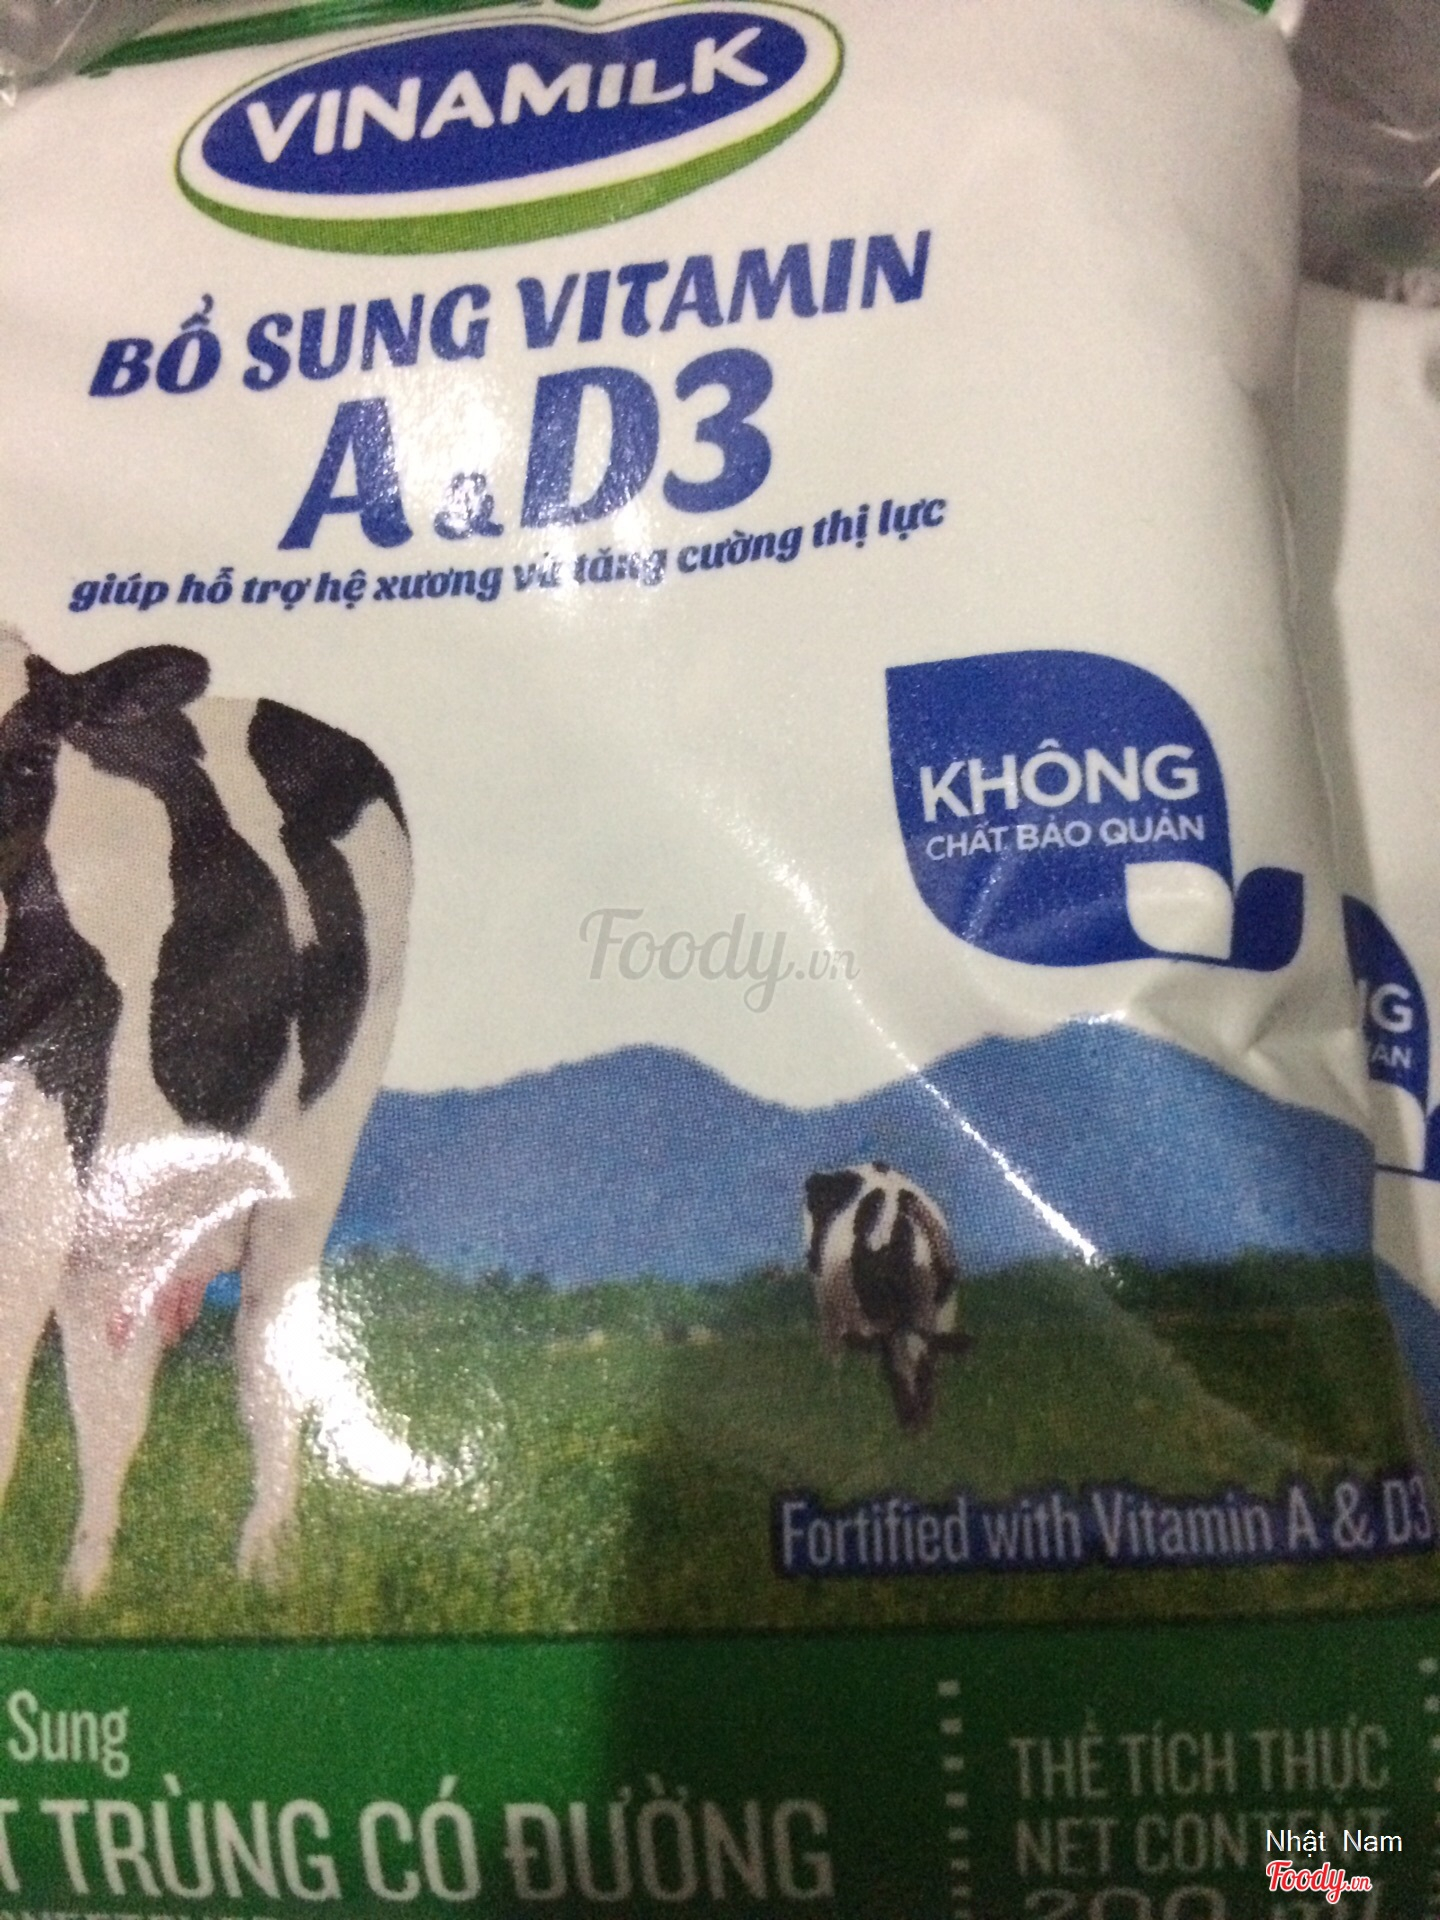 VINAMILK
BỔ SUNG VITAMIN
A & D3
giúp hỗ trợ hệ xương và tăng cường thị lực
KHÔNG
CHẤT BẢO QUẢN
Foody.vn
Fortified with Vitamin A & D3
Sung
TRÙNG CÓ ĐƯỜNG
THỂ TÍCH THỰC
NET CONTENT
Nhật Nam
Foody.vn